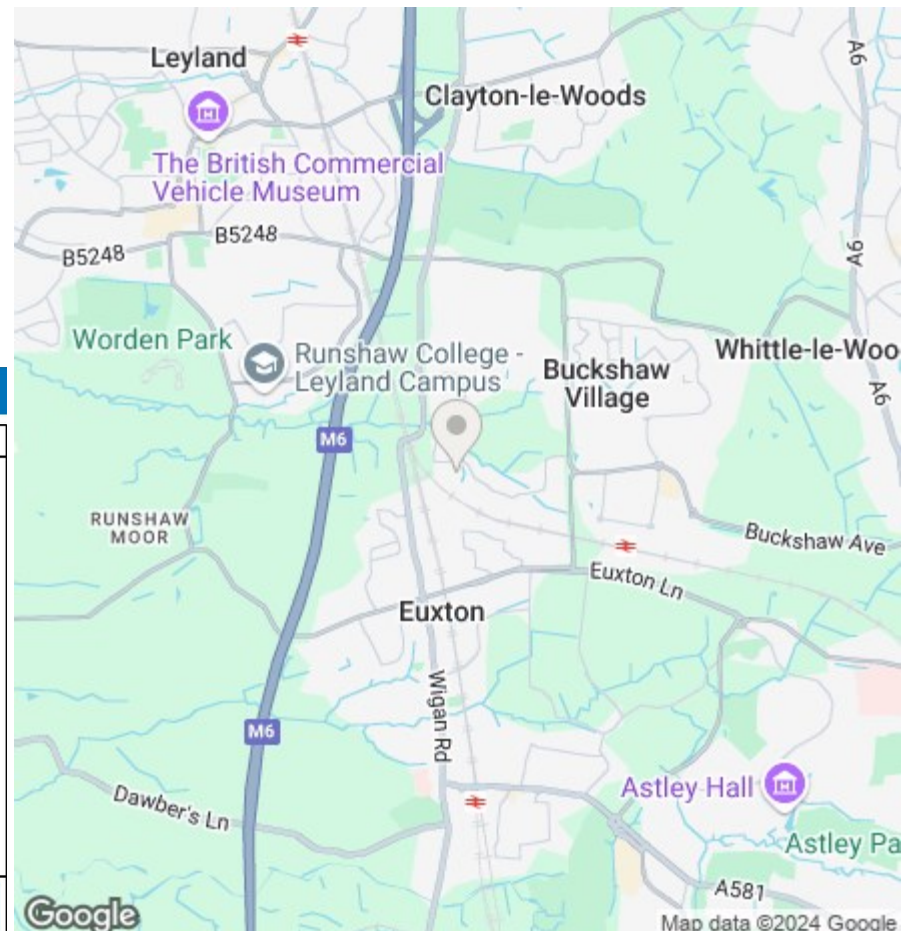 Leyland
Clayton-le-Woods
A6
The British Commercial
Vehicle Museum
B5248
B5248
A6
Worden Park
Runshaw College -
Leyland Campus
Buckshaw
Village
Whittle-le-Woo
A6
M6
RUNSHAW
MOOR
Buckshaw Ave
Euxton Ln
Euxton
Wigan Rd
M6
Dawber's Ln
Astley Hall
Astley Pa
A581
Google
Map data ©2024 Google